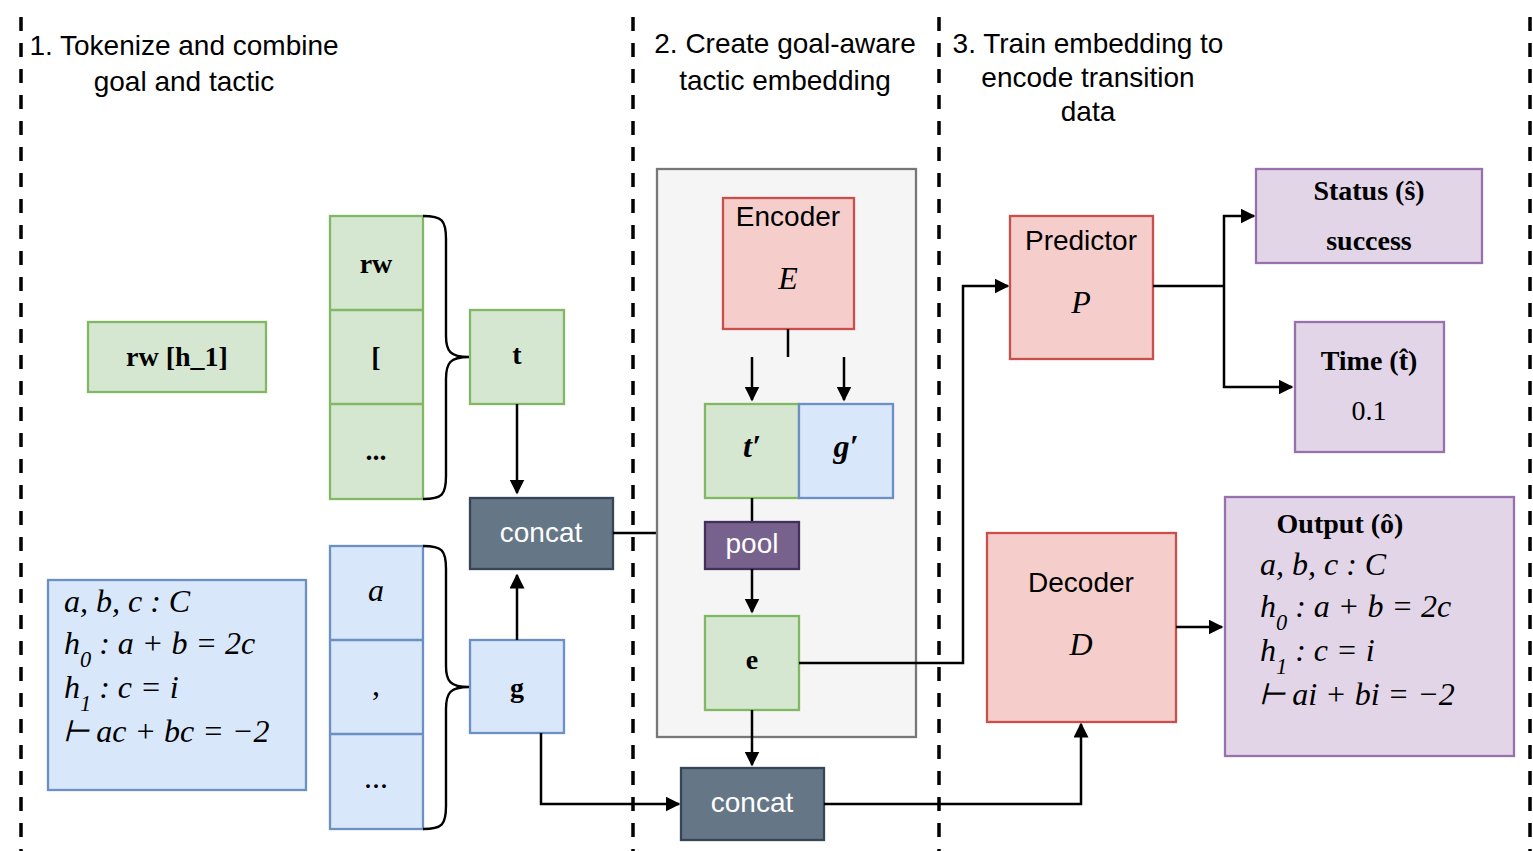 1. Tokenize and combine
goal and tactic
rw [h_1]
rw
[
...
t
concat
a, b, c : C
h₀ : a + b = 2c
h₁ : c = i
⊢ ac + bc = −2
a
,
...
g
2. Create goal-aware
tactic embedding
Encoder
E
t′
g′
pool
e
concat
3. Train embedding to
encode transition
data
Predictor
P
Status (ŝ)
success
Time (t̂)
0.1
Decoder
D
Output (ô)
a, b, c : C
h₀ : a + b = 2c
h₁ : c = i
⊢ ai + bi = −2